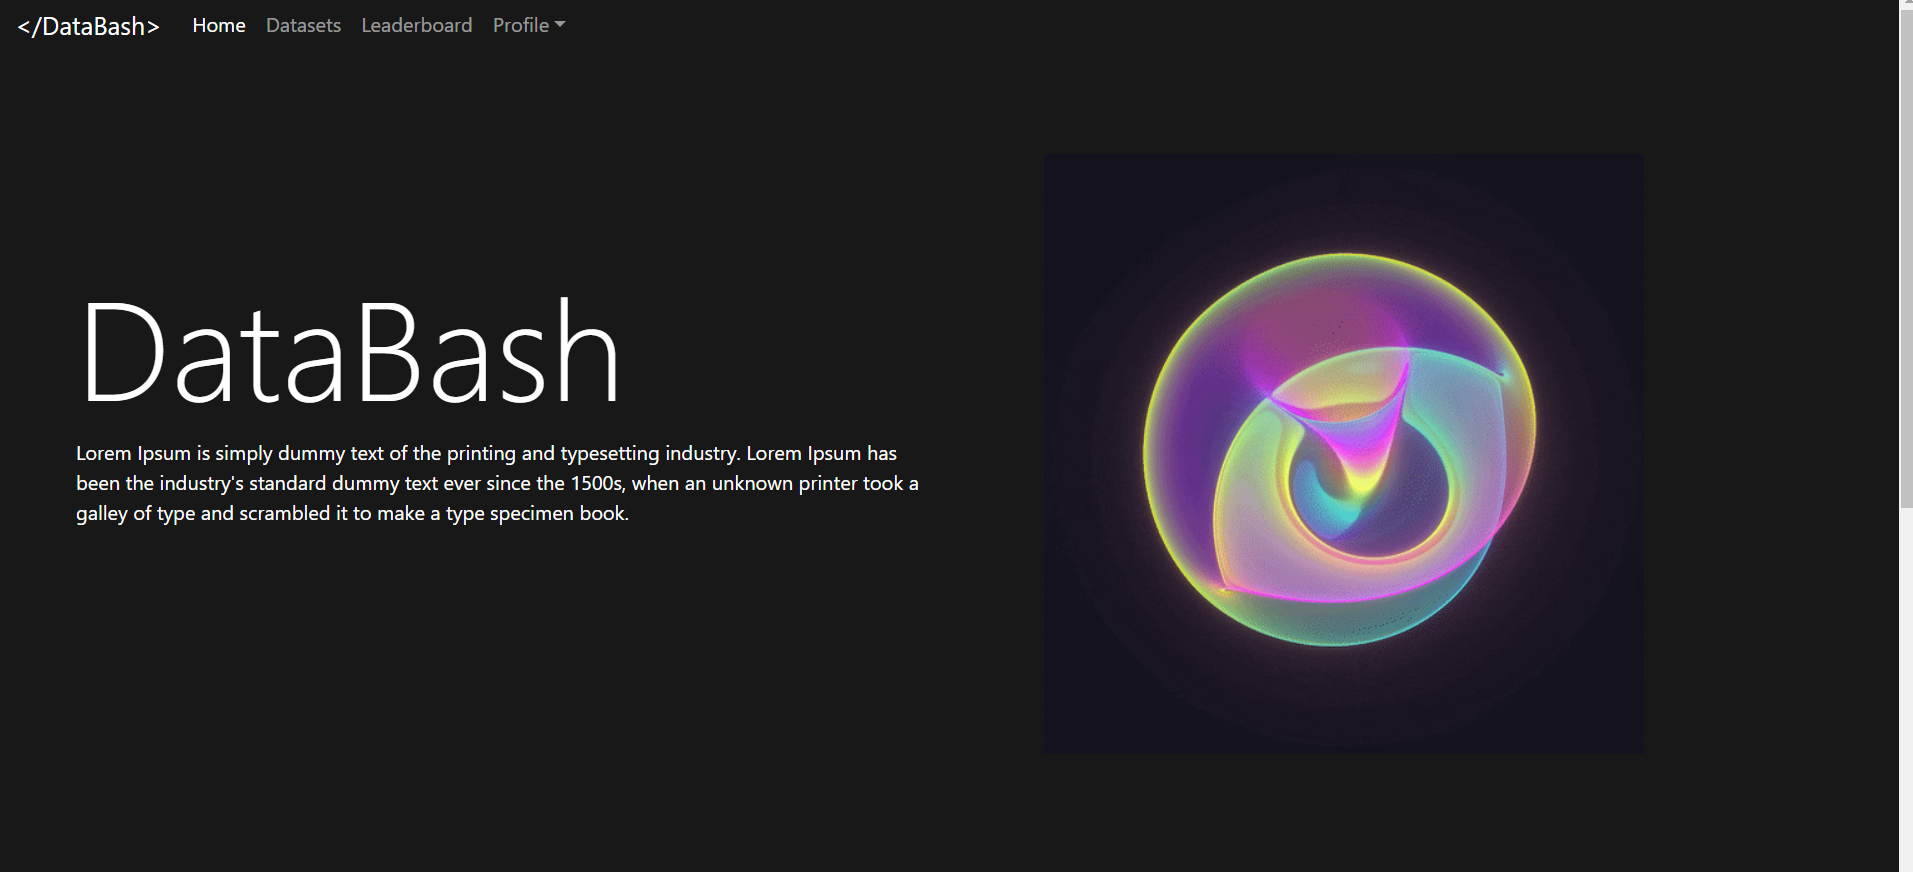 </DataBash> Home Datasets Leaderboard Profile
DataBash
Lorem Ipsum is simply dummy text of the printing and typesetting industry. Lorem Ipsum has
been the industry's standard dummy text ever since the 1500s, when an unknown printer took a
galley of type and scrambled it to make a type specimen book.